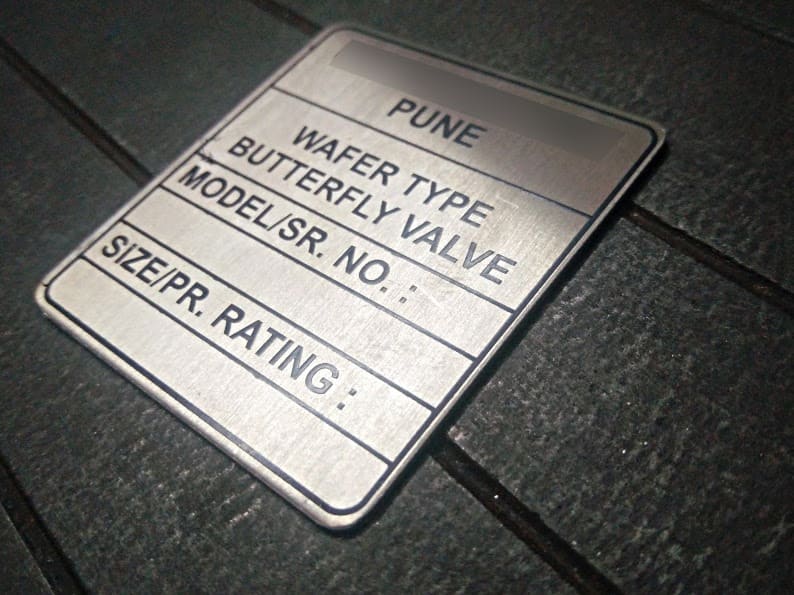 PUNE
WAFER TYPE
BUTTERFLY VALVE
MODEL/SR. NO. :
SIZE/PR. RATING :